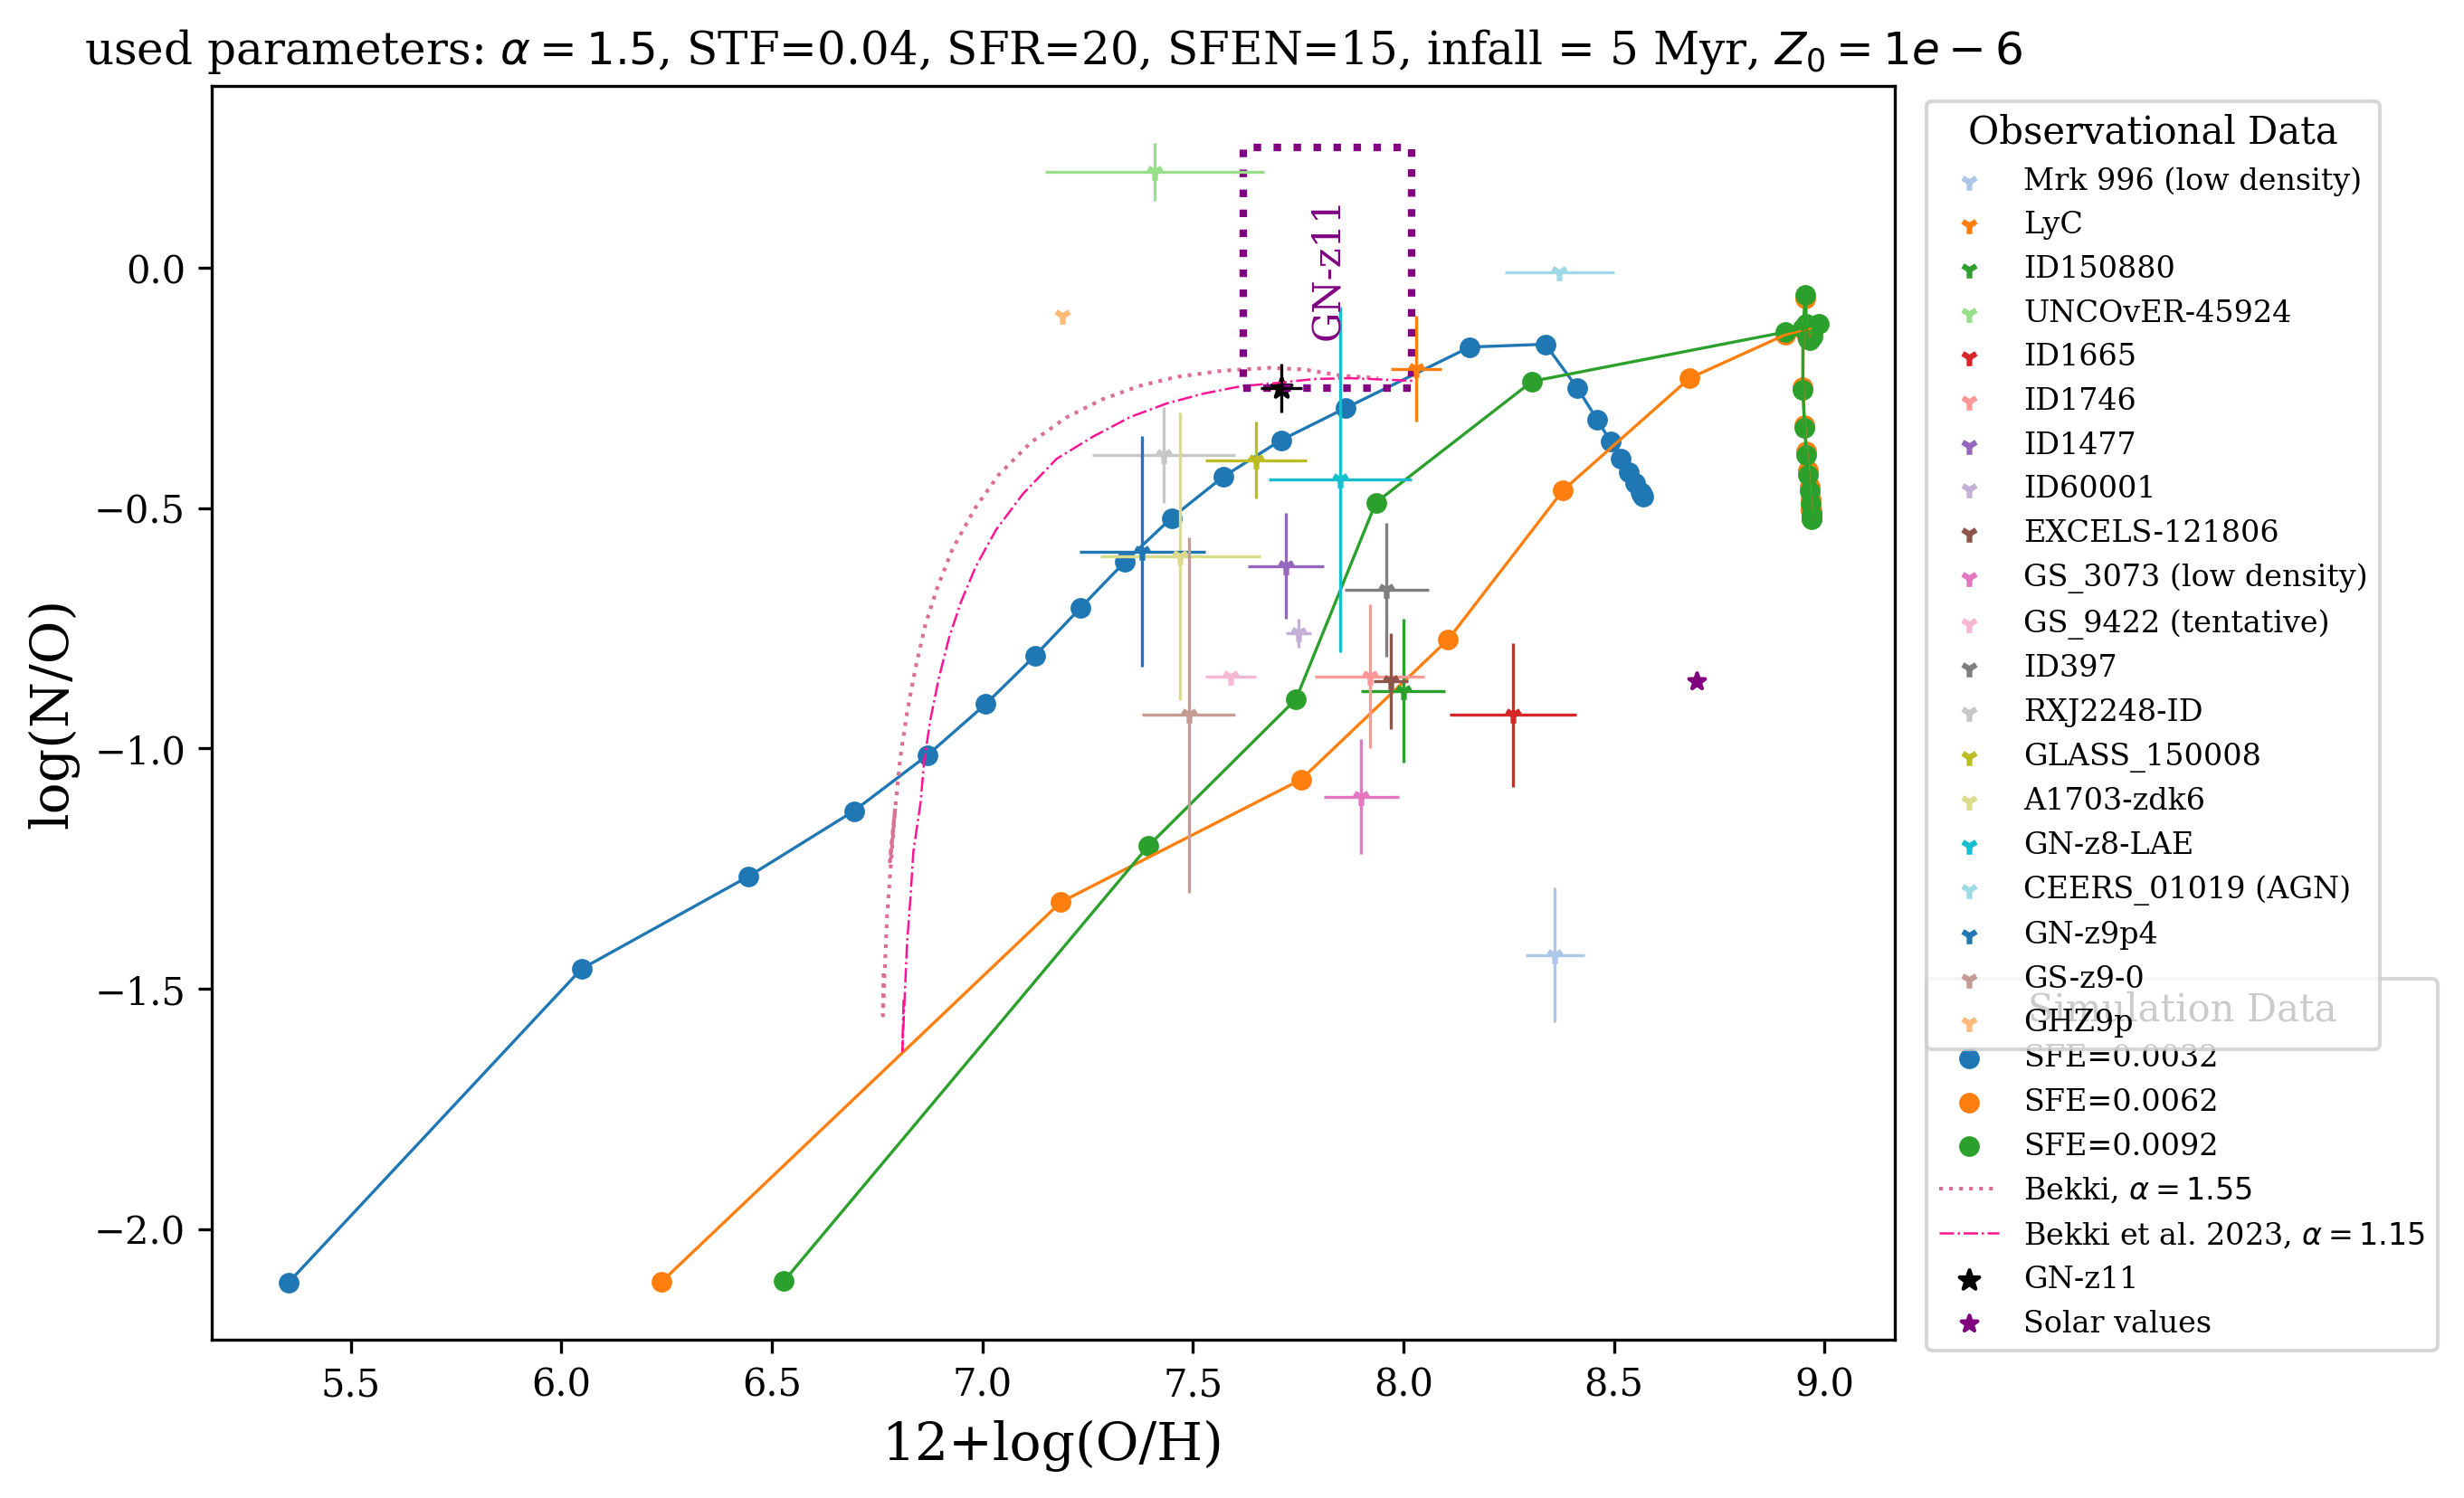 used parameters: α = 1.5, STF=0.04, SFR=20, SFEN=15, infall = 5 Myr, Z₀ = 1e − 6
log(N/O)
0.0
−0.5
−1.0
−1.5
−2.0
GN-z11
5.5 6.0 6.5 7.0 7.5 8.0 8.5 9.0
12+log(O/H)
Observational Data
Mrk 996 (low density)
LyC
ID150880
UNCOvER-45924
ID1665
ID1746
ID1477
ID60001
EXCELS-121806
GS_3073 (low density)
GS_9422 (tentative)
ID397
RXJ2248-ID
GLASS_150008
A1703-zdk6
GN-z8-LAE
CEERS_01019 (AGN)
GN-z9p4
GS-z9-0
GHZ9p
Simulation Data
SFE=0.0032
SFE=0.0062
SFE=0.0092
Bekki, α = 1.55
Bekki et al. 2023, α = 1.15
GN-z11
Solar values